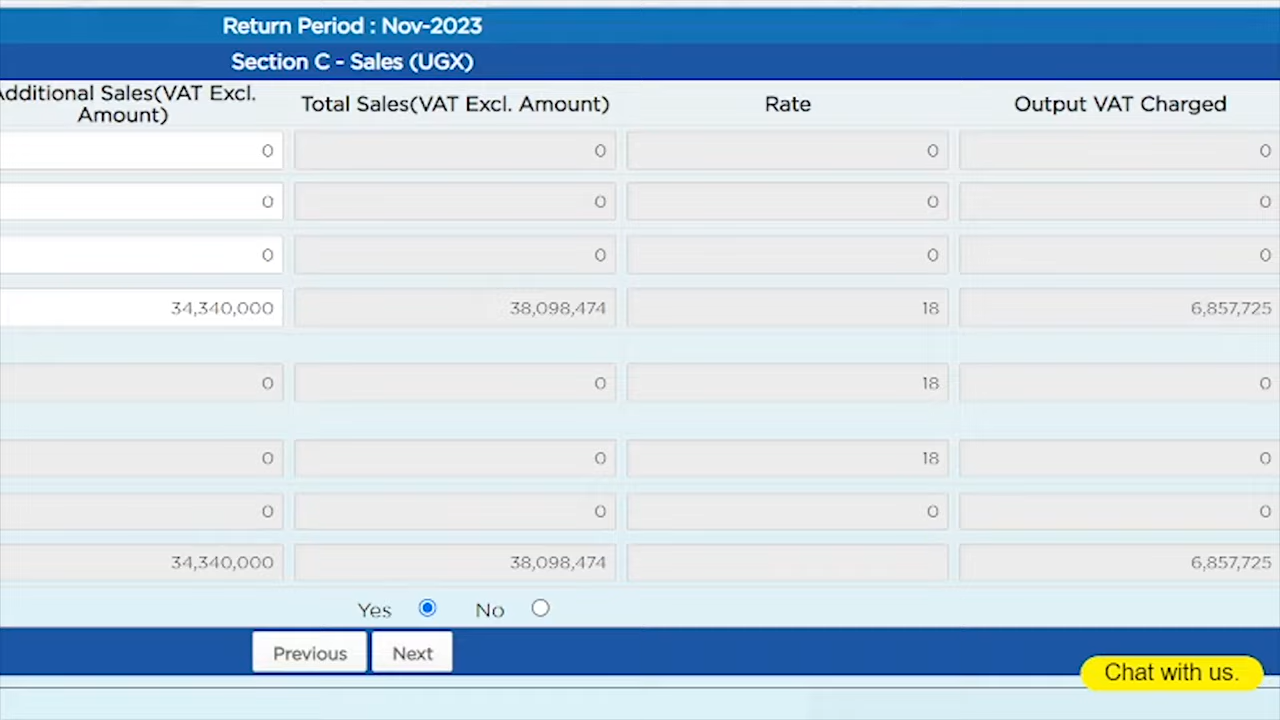 Return Period : Nov-2023
Section C - Sales (UGX)
Additional Sales(VAT Excl. Amount) Total Sales(VAT Excl. Amount) Rate Output VAT Charged
0 0 0 0
0 0 0 0
0 0 0 0
34,340,000 38,098,474 18 6,857,725
0 0 18 0
0 0 18 0
0 0 0 0
34,340,000 38,098,474 6,857,725
Yes No
Previous Next
Chat with us.